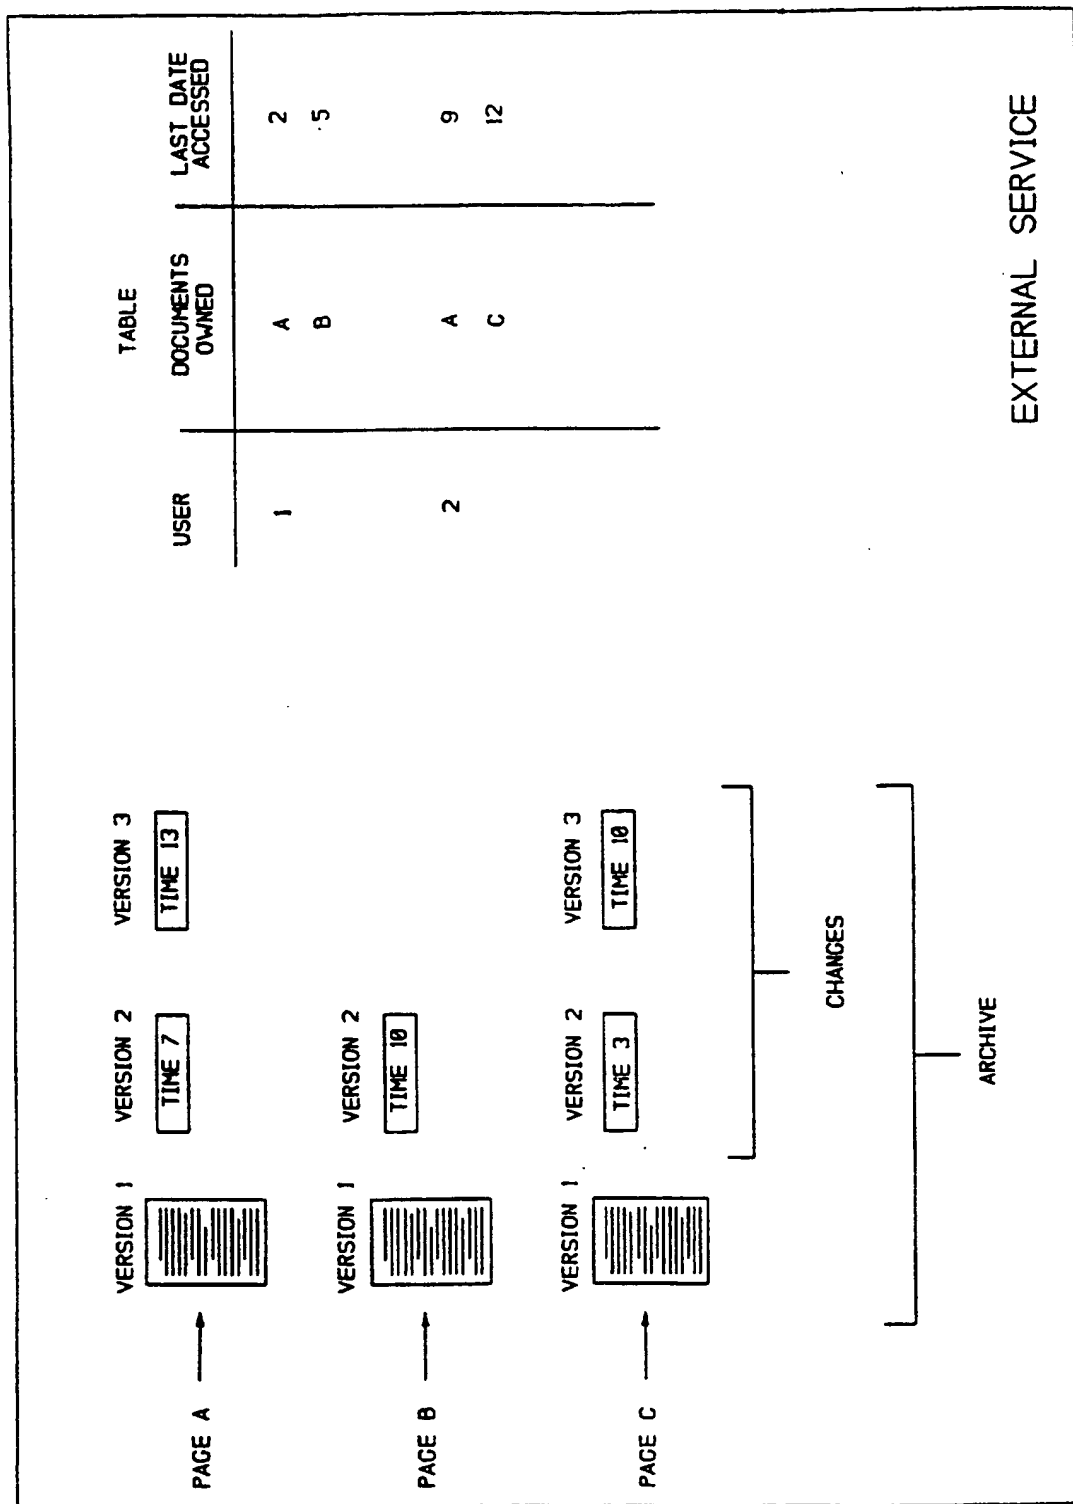 TABLE
USER DOCUMENTS OWNED LAST DATE ACCESSED
1 A 2
B 5
2 A 9
C 12
VERSION 1 VERSION 2 VERSION 3
PAGE A TIME 7 TIME 13
VERSION 1 VERSION 2
PAGE B TIME 10
VERSION 1 VERSION 2 VERSION 3
PAGE C TIME 3 TIME 10
CHANGES
ARCHIVE
EXTERNAL SERVICE